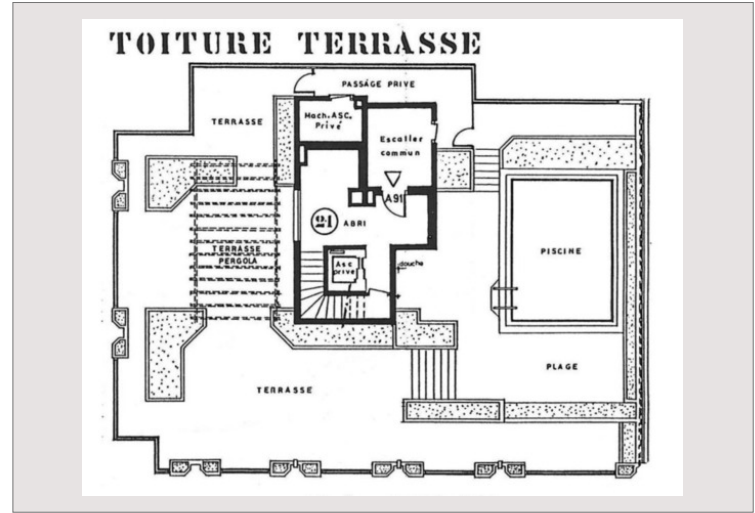 TOITURE TERRASSE
PASSAGE PRIVE
TERRASSE
Mach. ASC.
Privé
Escalier
commun
A91
21 ABRI
TERRASSE
PERGOLA
Asc
privé
douche
PISCINE
PLAGE
TERRASSE